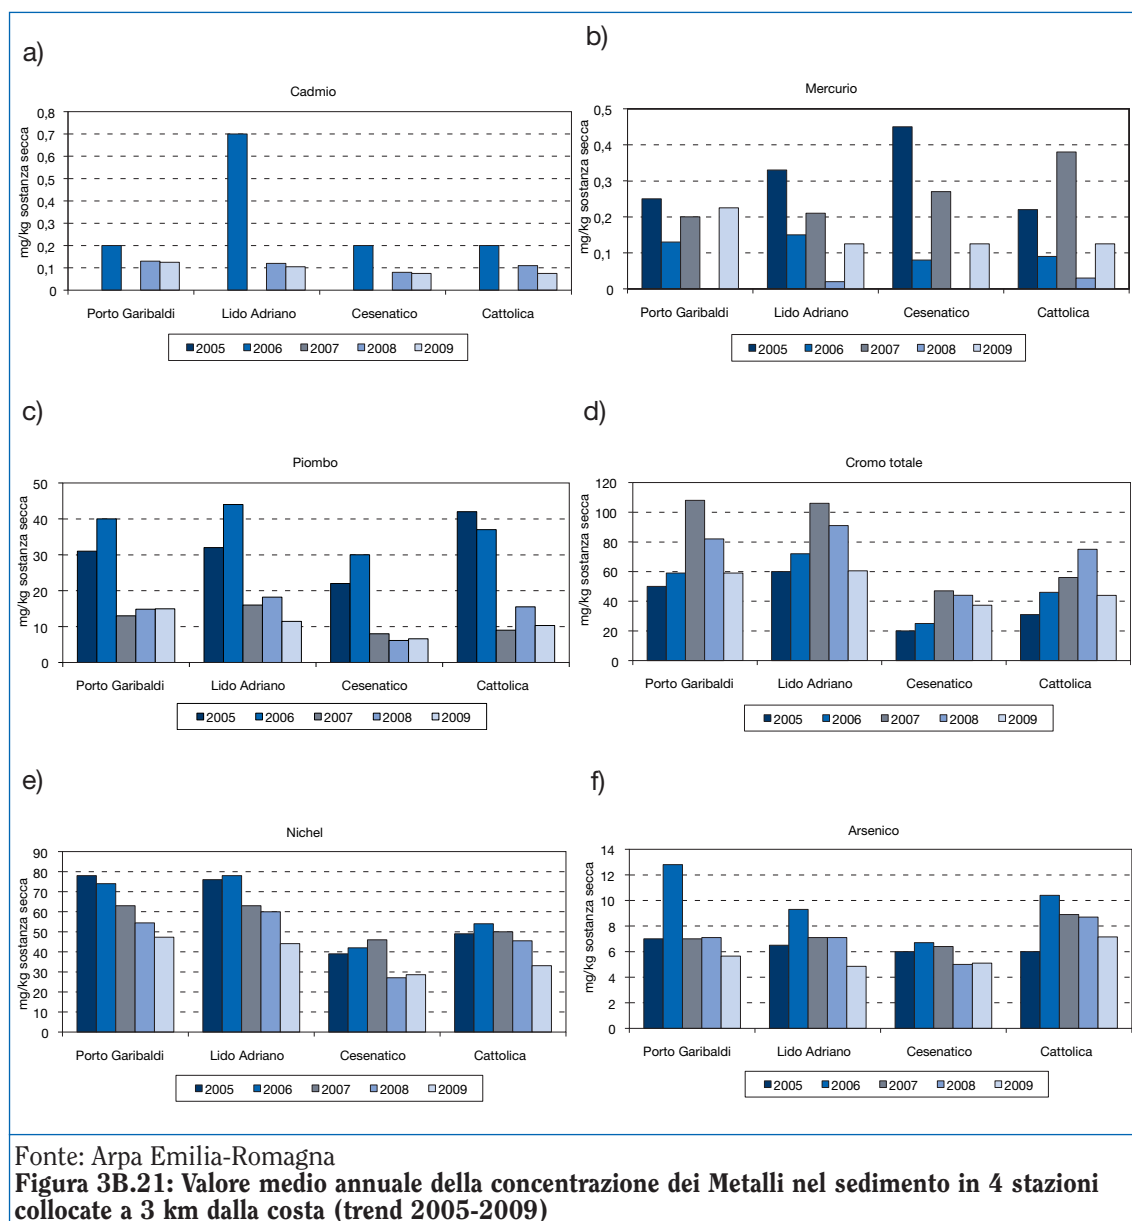 a)
Cadmio
mg/kg sostanza secca
0,8
0,7
0,6
0,5
0,4
0,3
0,2
0,1
0
Porto Garibaldi Lido Adriano Cesenatico Cattolica
2005 2006 2007 2008 2009
b)
Mercurio
mg/kg sostanza secca
0,5
0,4
0,3
0,2
0,1
0
Porto Garibaldi Lido Adriano Cesenatico Cattolica
2005 2006 2007 2008 2009
c)
Piombo
mg/kg sostanza secca
50
40
30
20
10
0
Porto Garibaldi Lido Adriano Cesenatico Cattolica
2005 2006 2007 2008 2009
d)
Cromo totale
mg/kg sostanza secca
120
100
80
60
40
20
0
Porto Garibaldi Lido Adriano Cesenatico Cattolica
2005 2006 2007 2008 2009
e)
Nichel
mg/kg sostanza secca
90
80
70
60
50
40
30
20
10
0
Porto Garibaldi Lido Adriano Cesenatico Cattolica
2005 2006 2007 2008 2009
f)
Arsenico
mg/kg sostanza secca
14
12
10
8
6
4
2
0
Porto Garibaldi Lido Adriano Cesenatico Cattolica
2005 2006 2007 2008 2009
Fonte: Arpa Emilia-Romagna
Figura 3B.21: Valore medio annuale della concentrazione dei Metalli nel sedimento in 4 stazioni
collocate a 3 km dalla costa (trend 2005-2009)